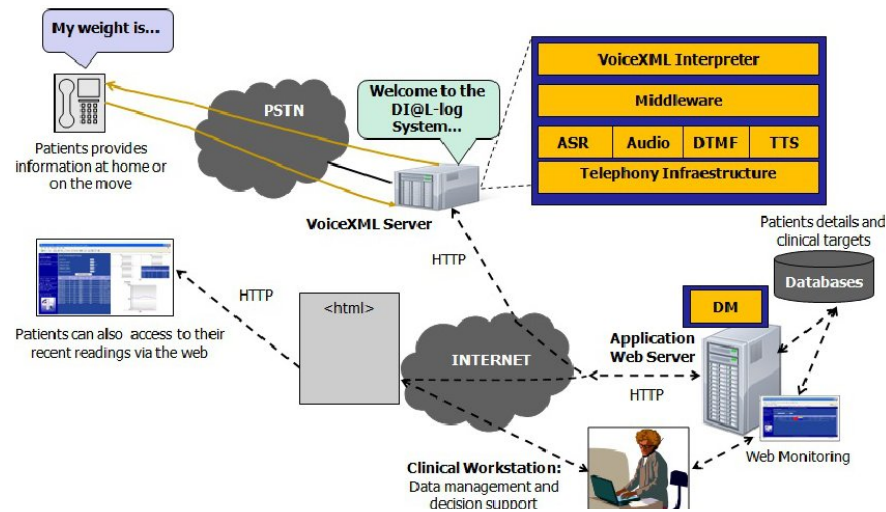 My weight is...
PSTN
Welcome to the
DI@L-log
System...
VoiceXML Interpreter
Middleware
ASR
Audio
DTMF
TTS
Telephony Infraestructure
Patients provides
information at home or
on the move
VoiceXML Server
HTTP
Patients details and
clinical targets
Databases
HTTP
<html>
DM
Patients can also access to their
recent readings via the web
INTERNET
Application
Web Server
HTTP
Web Monitoring
Clinical Workstation:
Data management and
decision support